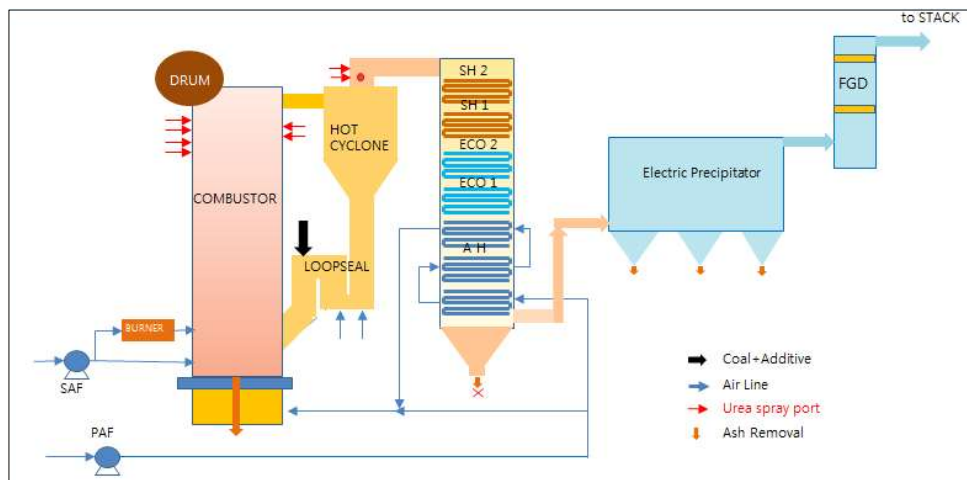 to STACK
DRUM
SH 2
FGD
SH 1
HOT
CYCLONE
ECO 2
Electric Precipitator
ECO 1
COMBUSTOR
A H
LOOPSEAL
BURNER
SAF
Coal+Additive
Air Line
Urea spray port
PAF
Ash Removal